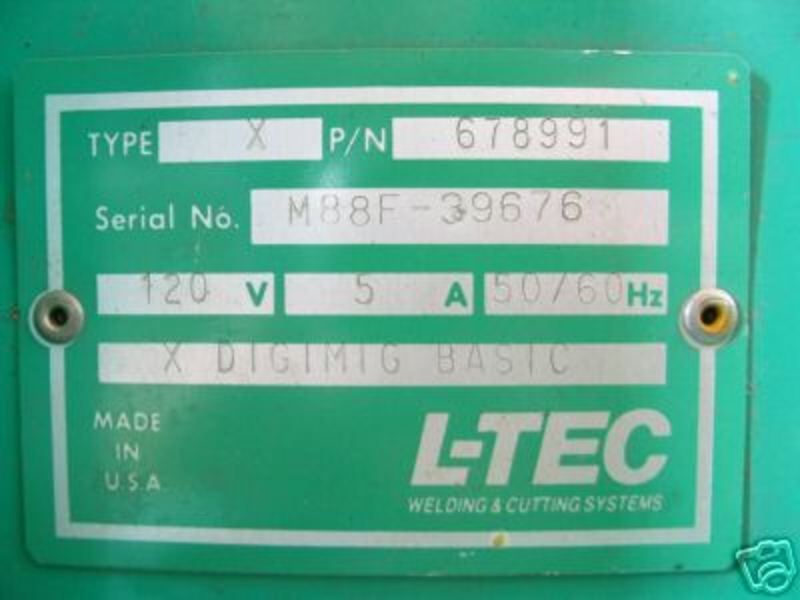 TYPE X P/N 678991
Serial No. M88F-39676
120 V 5 A 50/60 Hz
X DIGIMIG BASIC
MADE
IN
U.S.A
L-TEC
WELDING & CUTTING SYSTEMS